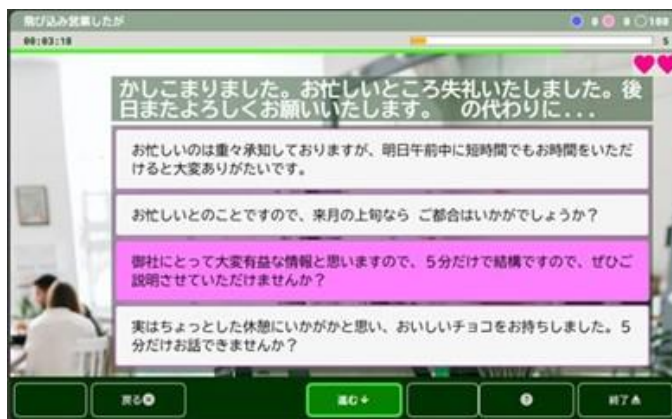 飛び込み営業したが
0 0 100
00:03:18
5
かしこまりました。お忙しいところ失礼いたしました。後
日またよろしくお願いいたします。 の代わりに...
お忙しいのは重々承知しておりますが、明日午前中に短時間でもお時間をいただ
けると大変ありがたいです。
お忙しいとのことですので、来月の上旬なら ご都合はいかがでしょうか?
御社にとって大変有益な情報と思いますので、5分だけで結構ですので、ぜひご
説明させていただけませんか?
実はちょっとした休憩にいかがかと思い、おいしいチョコをお持ちしました。5
分だけお話できませんか?
戻る 進む 終了